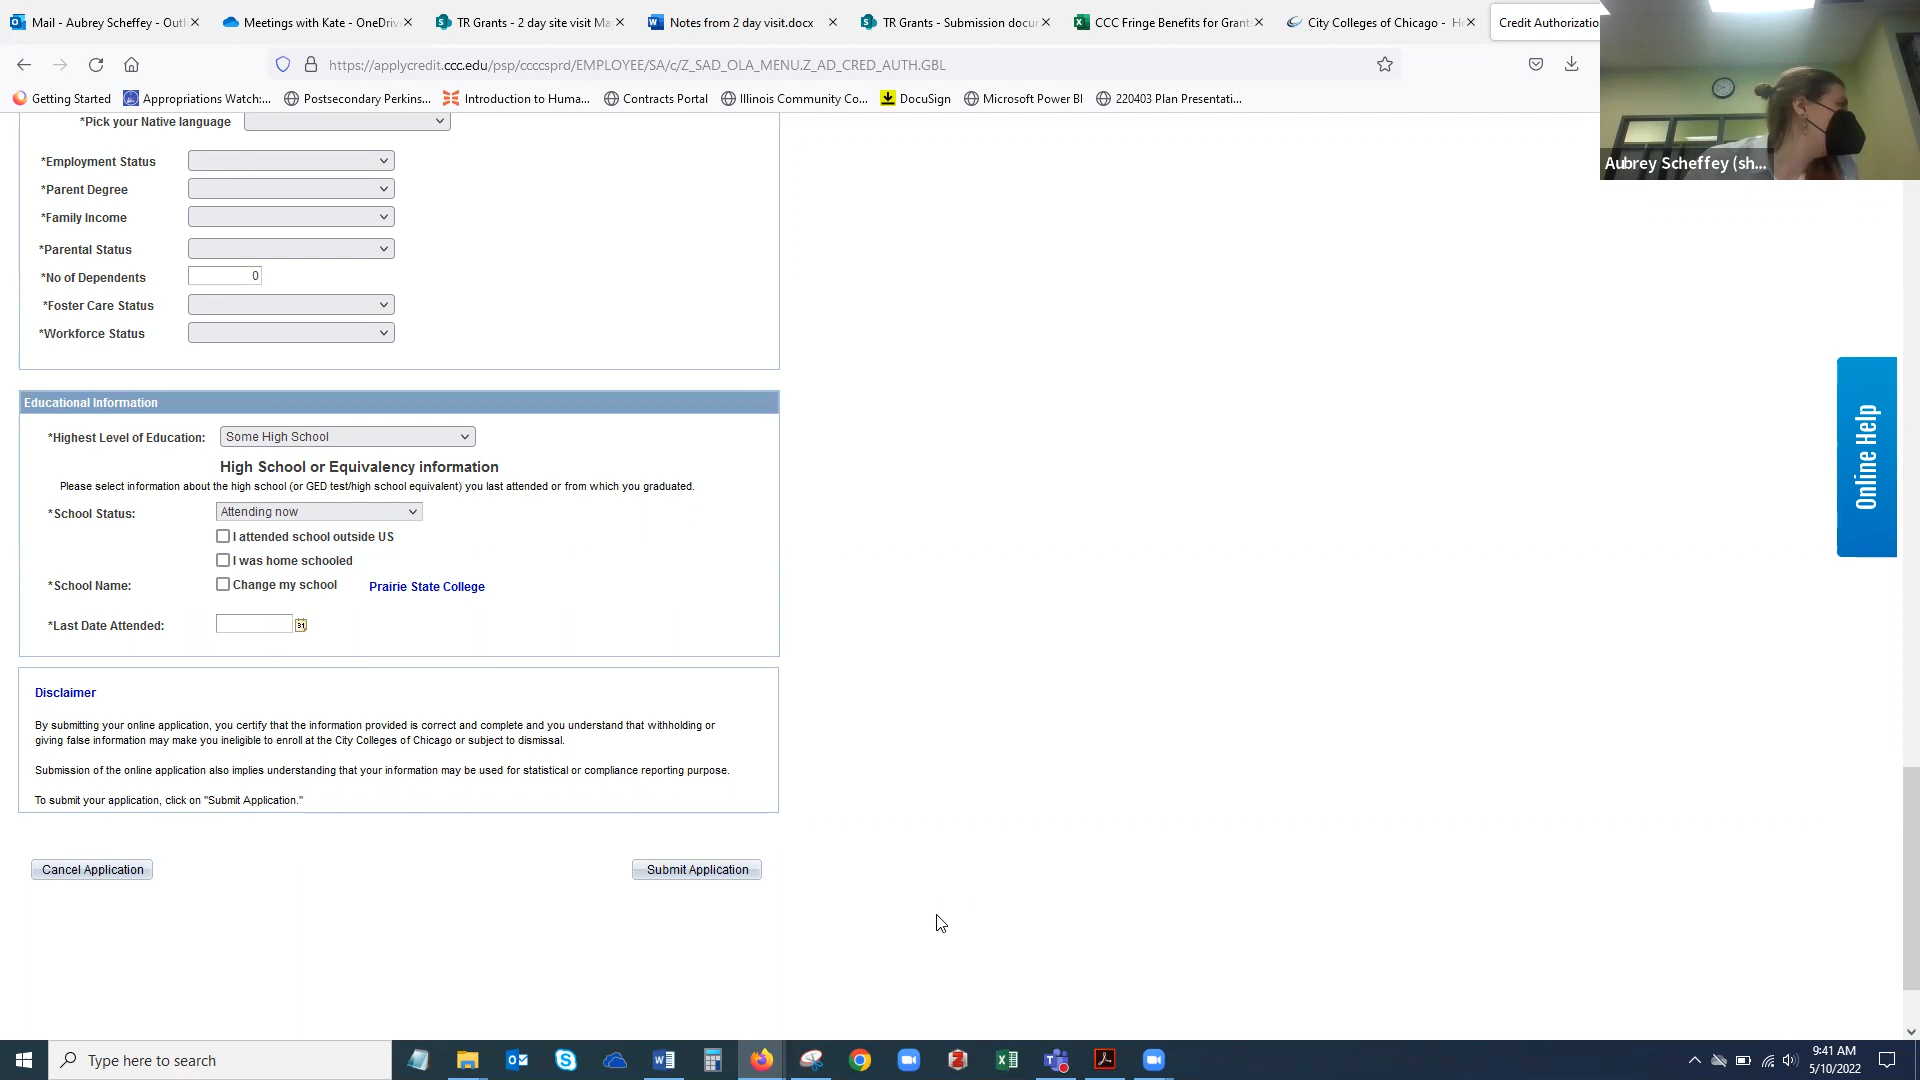 Mail - Aubrey Scheffey - Outl
Meetings with Kate - OneDrive
TR Grants - 2 day site visit Ma
Notes from 2 day visit.docx
TR Grants - Submission docu
CCC Fringe Benefits for Grant
City Colleges of Chicago - H
Credit Authorizatio
https://applycredit.ccc.edu/psp/ccccsprd/EMPLOYEE/SA/c/Z_SAD_OLA_MENU.Z_AD_CRED_AUTH.GBL
Getting Started
Appropriations Watch:...
Postsecondary Perkins...
Introduction to Huma...
Contracts Portal
Illinois Community Co...
DocuSign
Microsoft Power BI
220403 Plan Presentati...
Aubrey Scheffey (sh...
*Pick your Native language
*Employment Status
*Parent Degree
*Family Income
*Parental Status
*No of Dependents 0
*Foster Care Status
*Workforce Status
Educational Information
*Highest Level of Education: Some High School
High School or Equivalency information
Please select information about the high school (or GED test/high school equivalent) you last attended or from which you graduated.
*School Status: Attending now
I attended school outside US
I was home schooled
*School Name: Change my school Prairie State College
*Last Date Attended: 31
Disclaimer
By submitting your online application, you certify that the information provided is correct and complete and you understand that withholding or
giving false information may make you ineligible to enroll at the City Colleges of Chicago or subject to dismissal.
Submission of the online application also implies understanding that your information may be used for statistical or compliance reporting purpose.
To submit your application, click on "Submit Application."
Cancel Application
Submit Application
Online Help
Type here to search
9:41 AM
5/10/2022